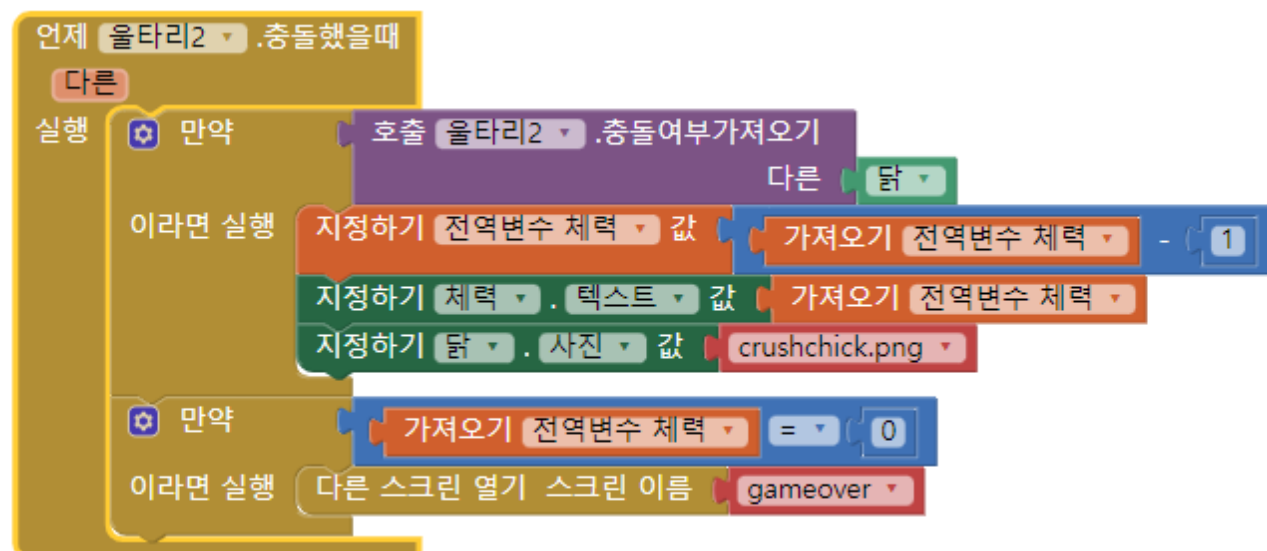 언제 울타리2 .충돌했을때
다른
실행 만약 호출 울타리2 .충돌여부가져오기
다른 닭
이라면 실행 지정하기 전역변수 체력 값 가져오기 전역변수 체력 - 1
지정하기 체력 . 텍스트 값 가져오기 전역변수 체력
지정하기 닭 . 사진 값 crushchick.png
만약 가져오기 전역변수 체력 = 0
이라면 실행 다른 스크린 열기 스크린 이름 gameover